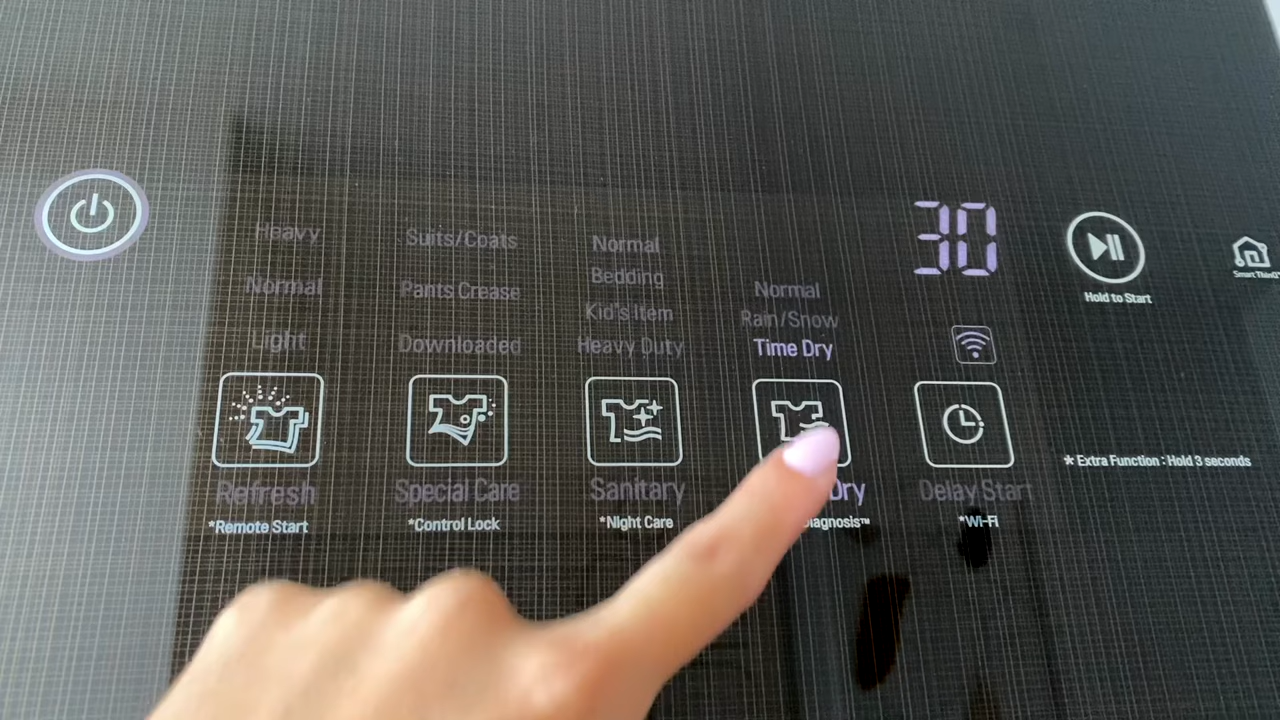 Heavy
Normal
Light
Refresh
*Remote Start
Suits/Coats
Pants Crease
Downloaded
Special Care
*Control Lock
Normal
Bedding
Kid's Item
Heavy Duty
Sanitary
*Night Care
Normal
Rain/Snow
Time Dry
Dry
30
Delay Start
*Wi-Fi
Hold to Start
* Extra Function : Hold 3 seconds